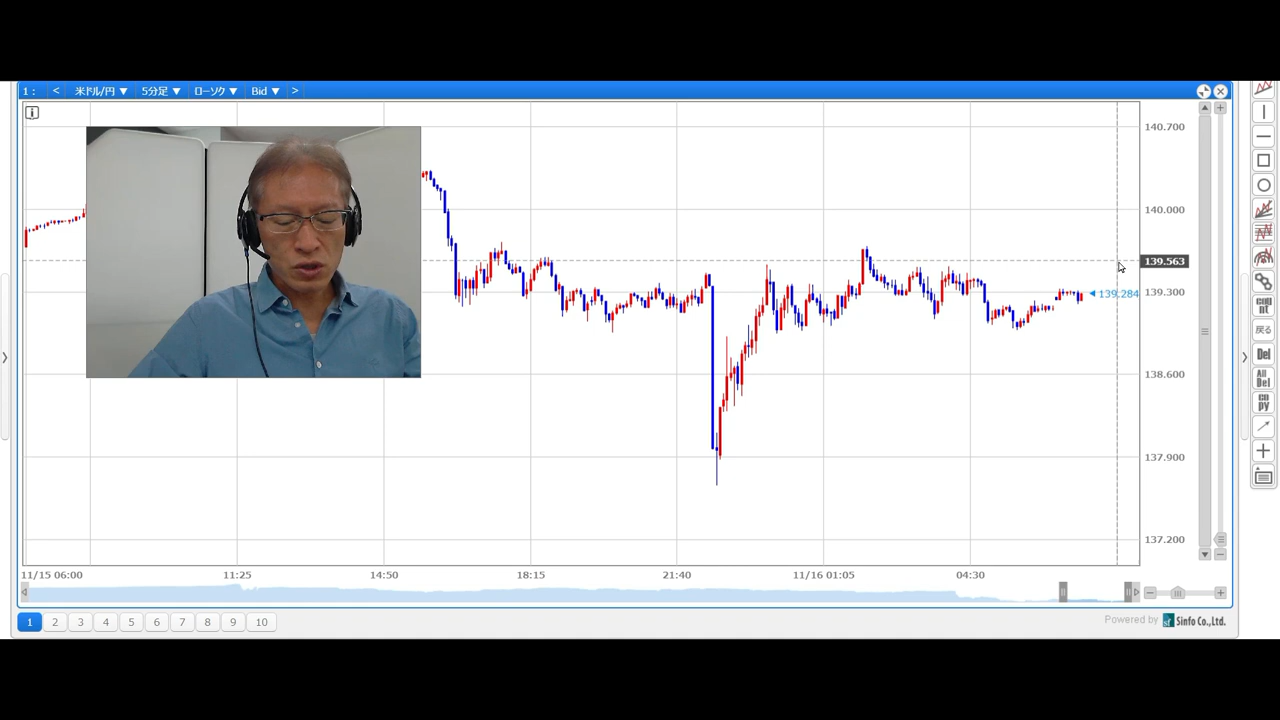 1 : < 米ドル/円 ▼ 5分足 ▼ ローソク ▼ Bid ▼ >
i
140.700
140.000
139.563
139.300
139.284
138.600
137.900
137.200
11/15 06:00 11:25 14:50 18:15 21:40 11/16 01:05 04:30
1 2 3 4 5 6 7 8 9 10
Powered by Sinfo Co.,Ltd.
戻る
Del
All
Del
co
py